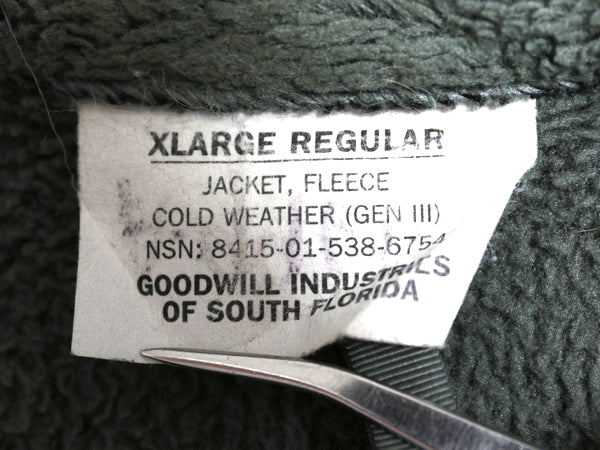 XLARGE REGULAR
JACKET, FLEECE
COLD WEATHER (GEN III)
NSN: 8415-01-538-6754
GOODWILL INDUSTRIES
OF SOUTH FLORIDA